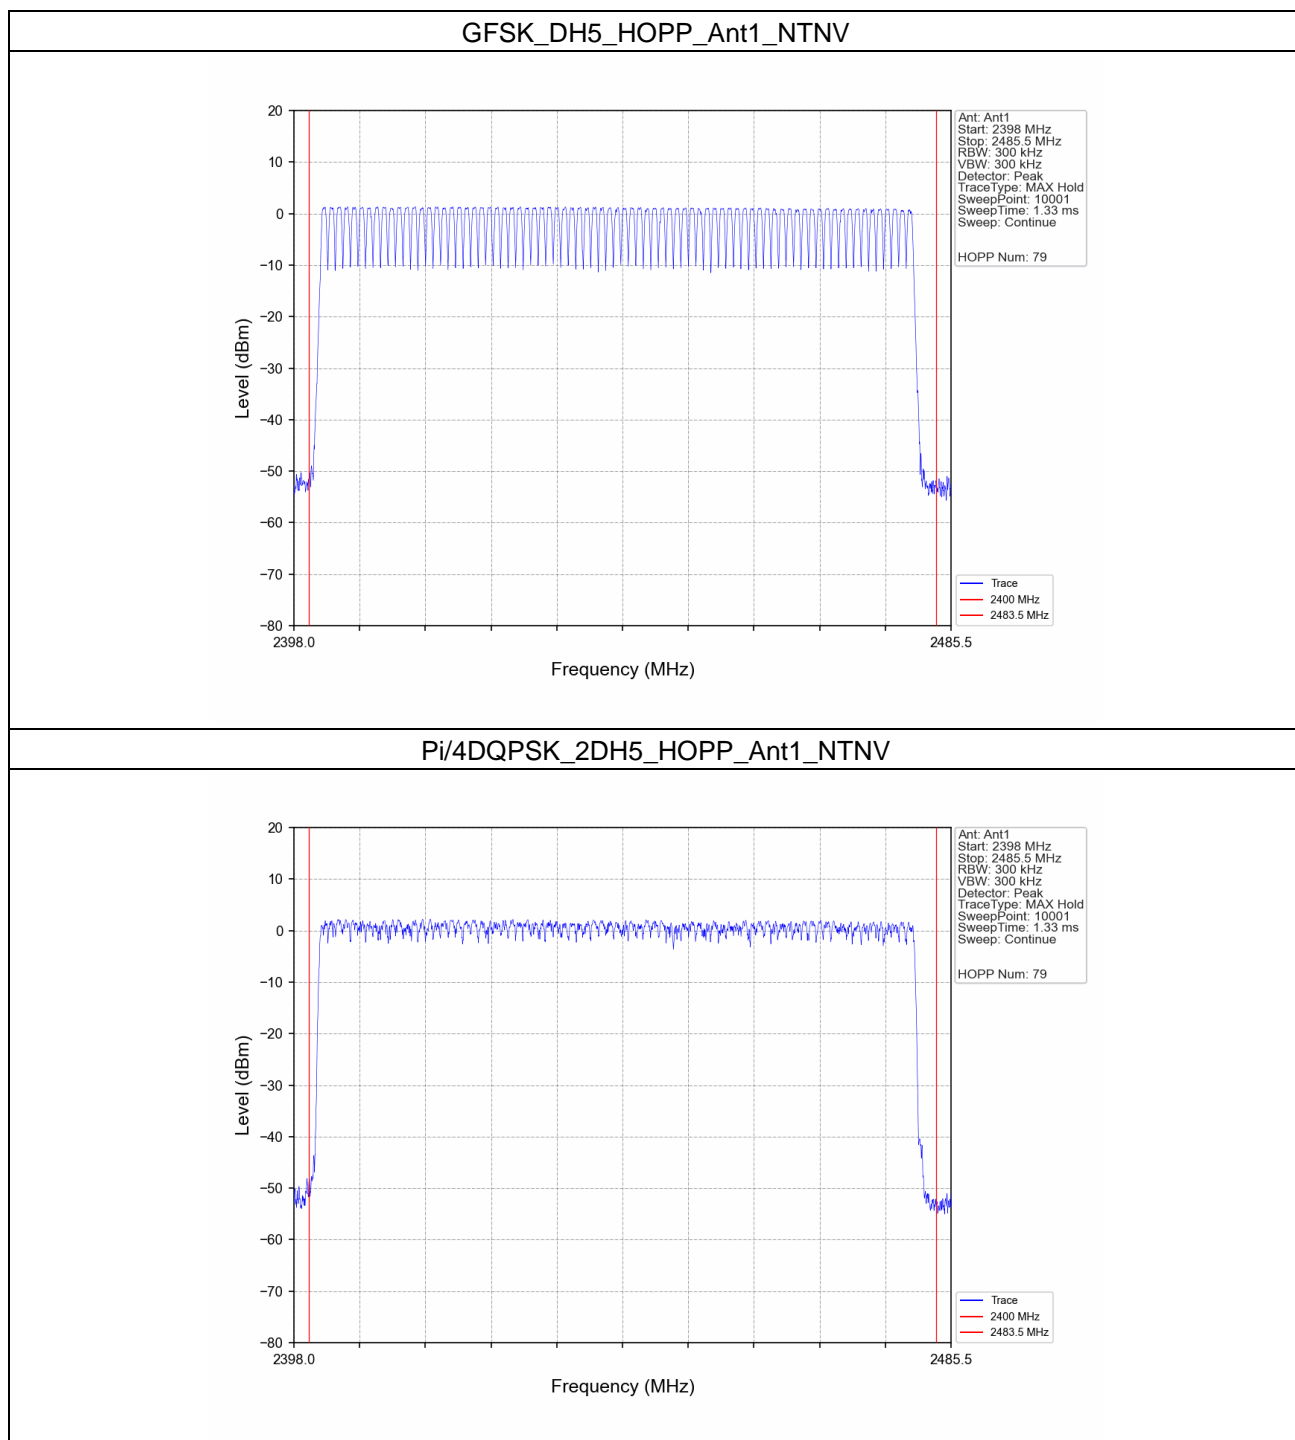 GFSK_DH5_HOPP_Ant1_NTNV
20
10
0
−10
−20
−30
−40
−50
−60
−70
−80
Level (dBm)
2398.0
2485.5
Frequency (MHz)
Ant: Ant1
Start: 2398 MHz
Stop: 2485.5 MHz
RBW: 300 kHz
VBW: 300 kHz
Detector: Peak
TraceType: MAX Hold
SweepPoint: 10001
SweepTime: 1.33 ms
Sweep: Continue
HOPP Num: 79
Trace
2400 MHz
2483.5 MHz
Pi/4DQPSK_2DH5_HOPP_Ant1_NTNV
20
10
0
−10
−20
−30
−40
−50
−60
−70
−80
Level (dBm)
2398.0
2485.5
Frequency (MHz)
Ant: Ant1
Start: 2398 MHz
Stop: 2485.5 MHz
RBW: 300 kHz
VBW: 300 kHz
Detector: Peak
TraceType: MAX Hold
SweepPoint: 10001
SweepTime: 1.33 ms
Sweep: Continue
HOPP Num: 79
Trace
2400 MHz
2483.5 MHz